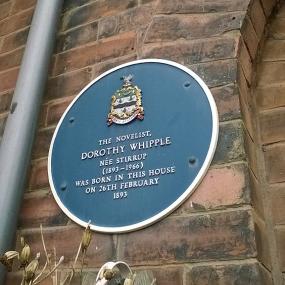 THE NOVELIST,
DOROTHY WHIPPLE
NÉE STIRRUP
(1893-1966)
WAS BORN IN THIS HOUSE
ON 26TH FEBRUARY
1893